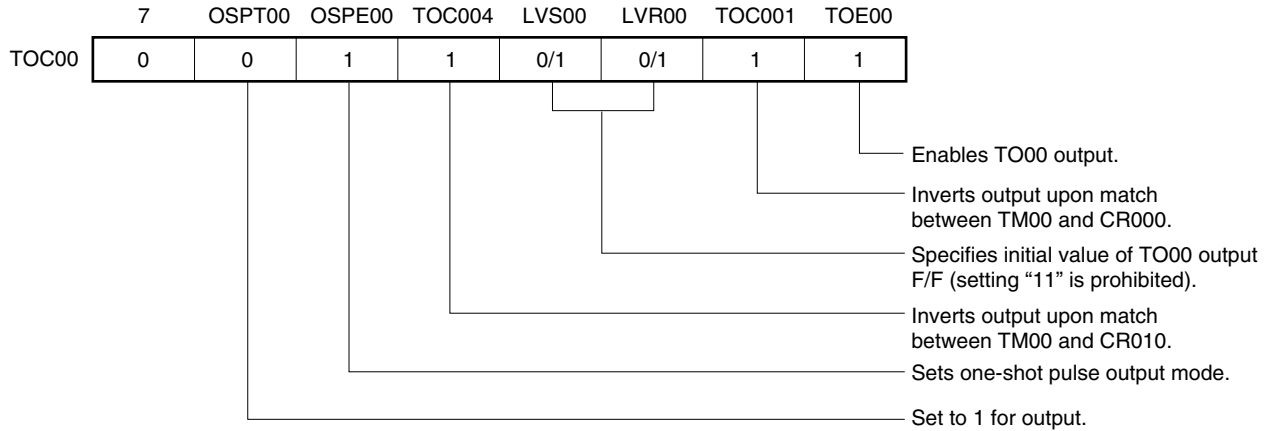 7 OSPT00 OSPE00 TOC004 LVS00 LVR00 TOC001 TOE00
TOC00 0 0 1 1 0/1 0/1 1 1
Enables TO00 output.
Inverts output upon match
between TM00 and CR000.
Specifies initial value of TO00 output
F/F (setting “11” is prohibited).
Inverts output upon match
between TM00 and CR010.
Sets one-shot pulse output mode.
Set to 1 for output.